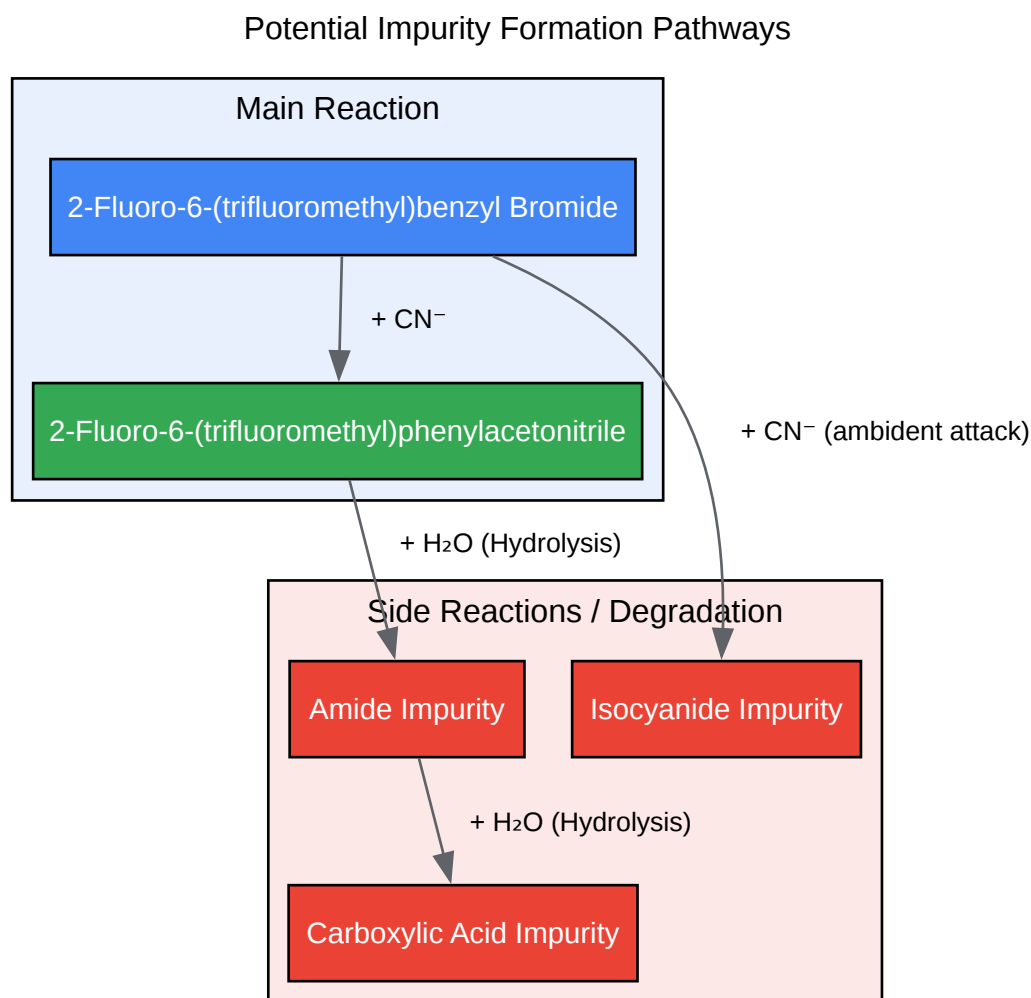 Potential Impurity Formation Pathways
Main Reaction
2-Fluoro-6-(trifluoromethyl)benzyl Bromide
+ CN⁻
2-Fluoro-6-(trifluoromethyl)phenylacetonitrile
+ CN⁻ (ambident attack)
+ H₂O (Hydrolysis)
Side Reactions / Degradation
Amide Impurity
Isocyanide Impurity
+ H₂O (Hydrolysis)
Carboxylic Acid Impurity